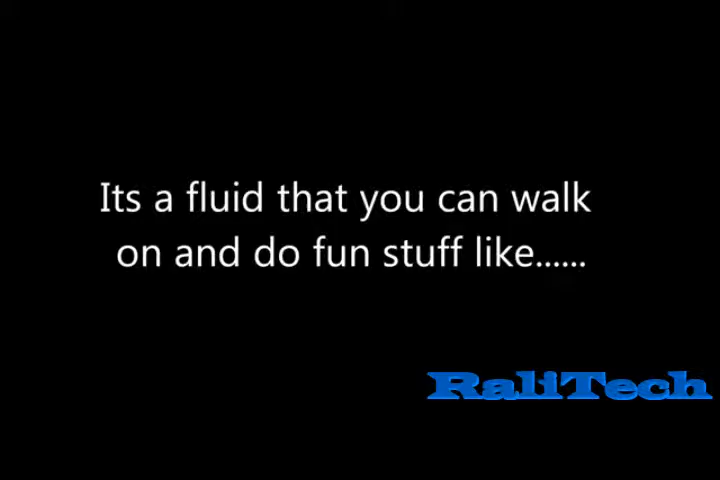 Its a fluid that you can walk
on and do fun stuff like......
RaliTech